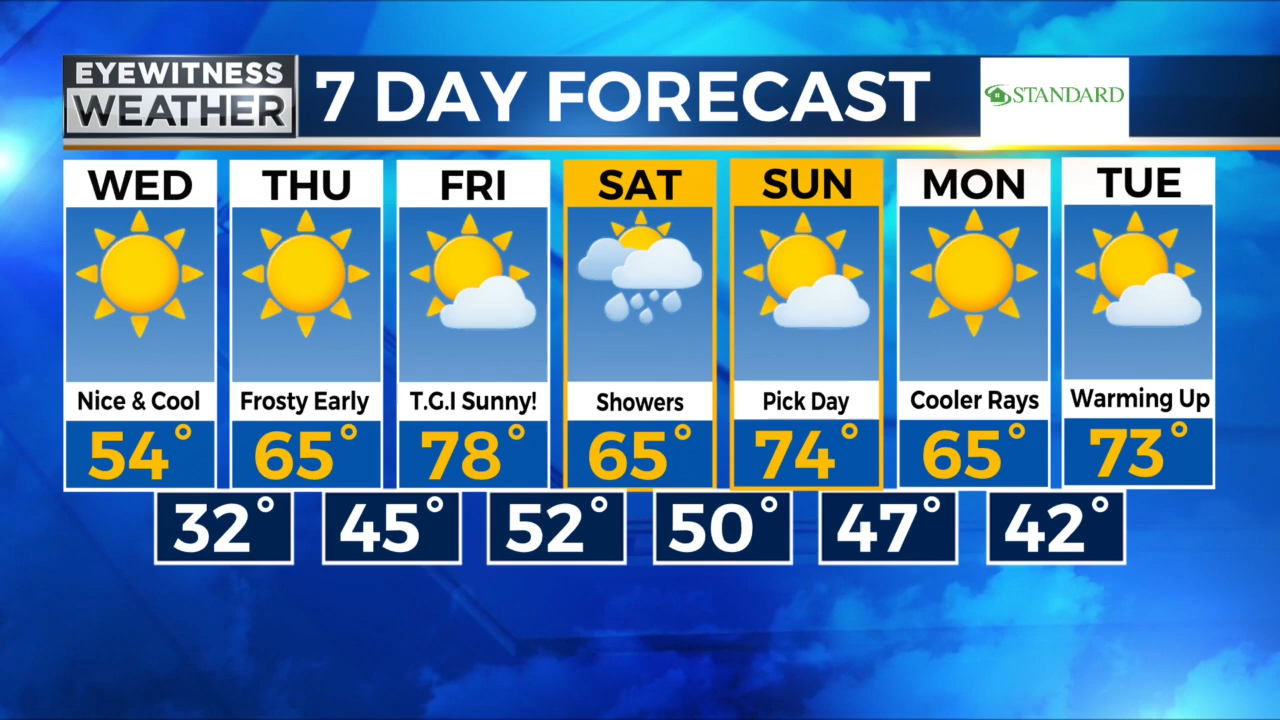 EYEWITNESS
WEATHER
7 DAY FORECAST
STANDARD
WED THU FRI SAT SUN MON TUE
Nice & Cool Frosty Early T.G.I Sunny! Showers Pick Day Cooler Rays Warming Up
54° 65° 78° 65° 74° 65° 73°
32° 45° 52° 50° 47° 42°